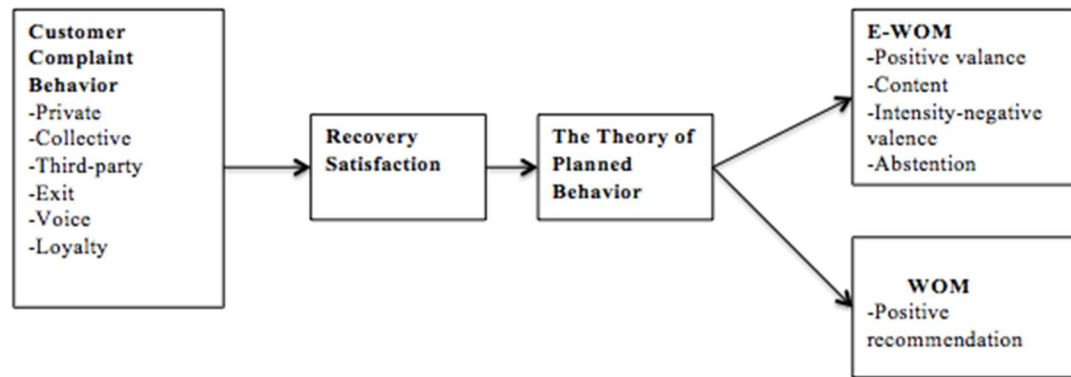 Customer
Complaint
Behavior
-Private
-Collective
-Third-party
-Exit
-Voice
-Loyalty
Recovery
Satisfaction
The Theory of
Planned
Behavior
E-WOM
-Positive valance
-Content
-Intensity-negative
valence
-Abstention
WOM
-Positive
recommendation